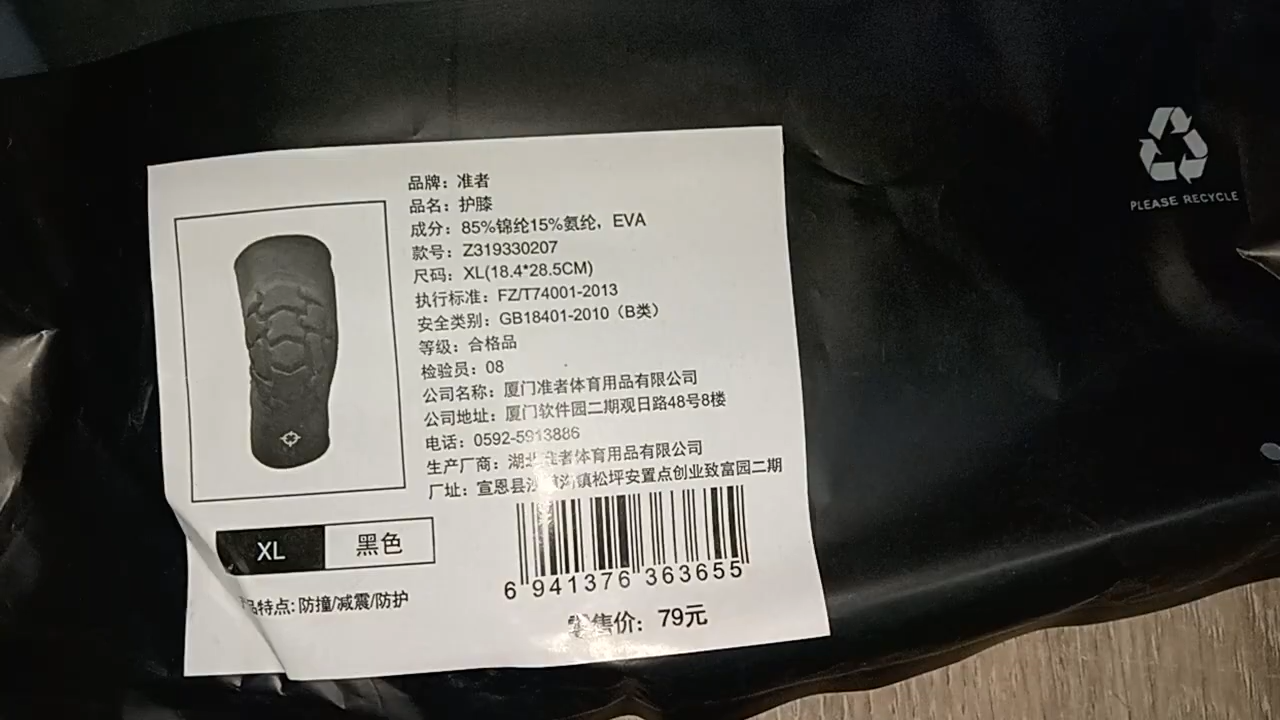 品牌：准者
品名：护膝
成分：85%锦纶15%氨纶，EVA
款号：Z319330207
尺码：XL(18.4*28.5CM)
执行标准：FZ/T74001-2013
安全类别：GB18401-2010（B类）
等级：合格品
检验员：08
公司名称：厦门准者体育用品有限公司
公司地址：厦门软件园二期观日路48号8楼
电话：0592-5913886
生产厂商：湖北准者体育用品有限公司
厂址：宣恩县沙沟镇松坪安置点创业致富园二期
XL 黑色
品特点：防撞/减震/防护
6 941376 363655
零售价：79元
PLEASE RECYCLE